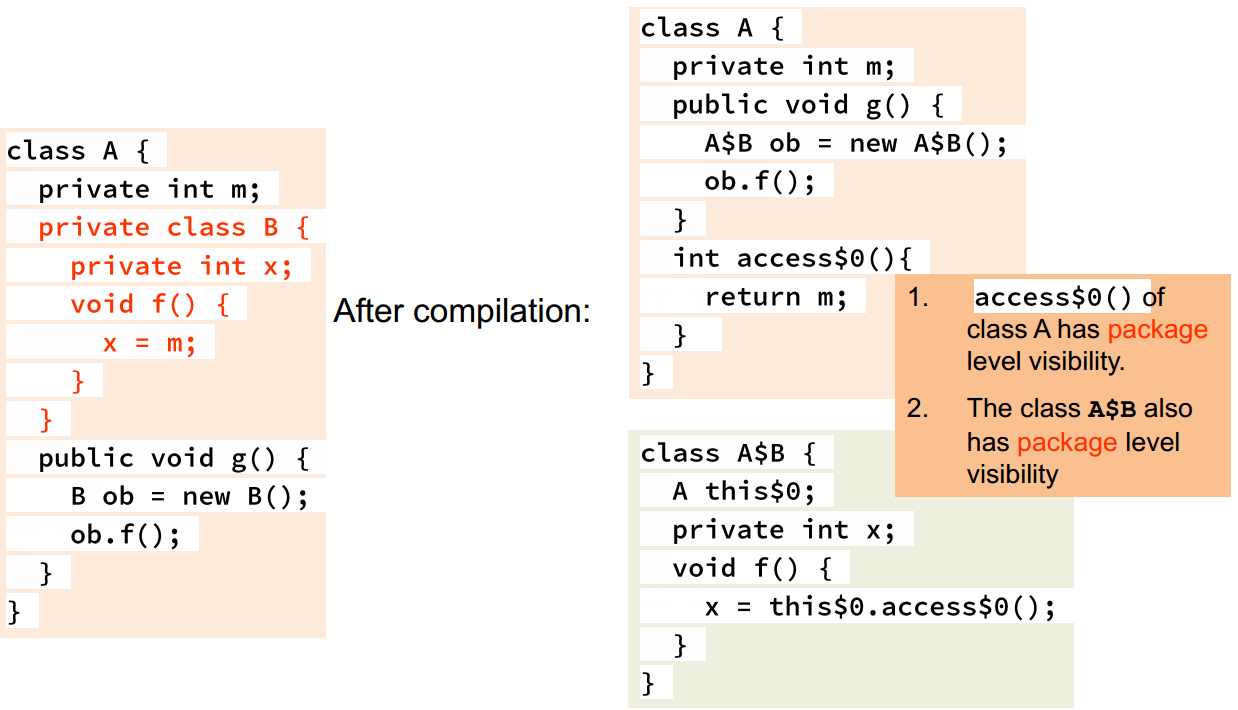 class A {
  private int m;
  private class B {
    private int x;
    void f() {
      x = m;
    }
  }
  public void g() {
    B ob = new B();
    ob.f();
  }
}
After compilation:
class A {
  private int m;
  public void g() {
    A$B ob = new A$B();
    ob.f();
  }
  int access$0(){
    return m;
  }
}
1. access$0() of
class A has package
level visibility.
2. The class A$B also
has package level
visibility
class A$B {
  A this$0;
  private int x;
  void f() {
    x = this$0.access$0();
  }
}